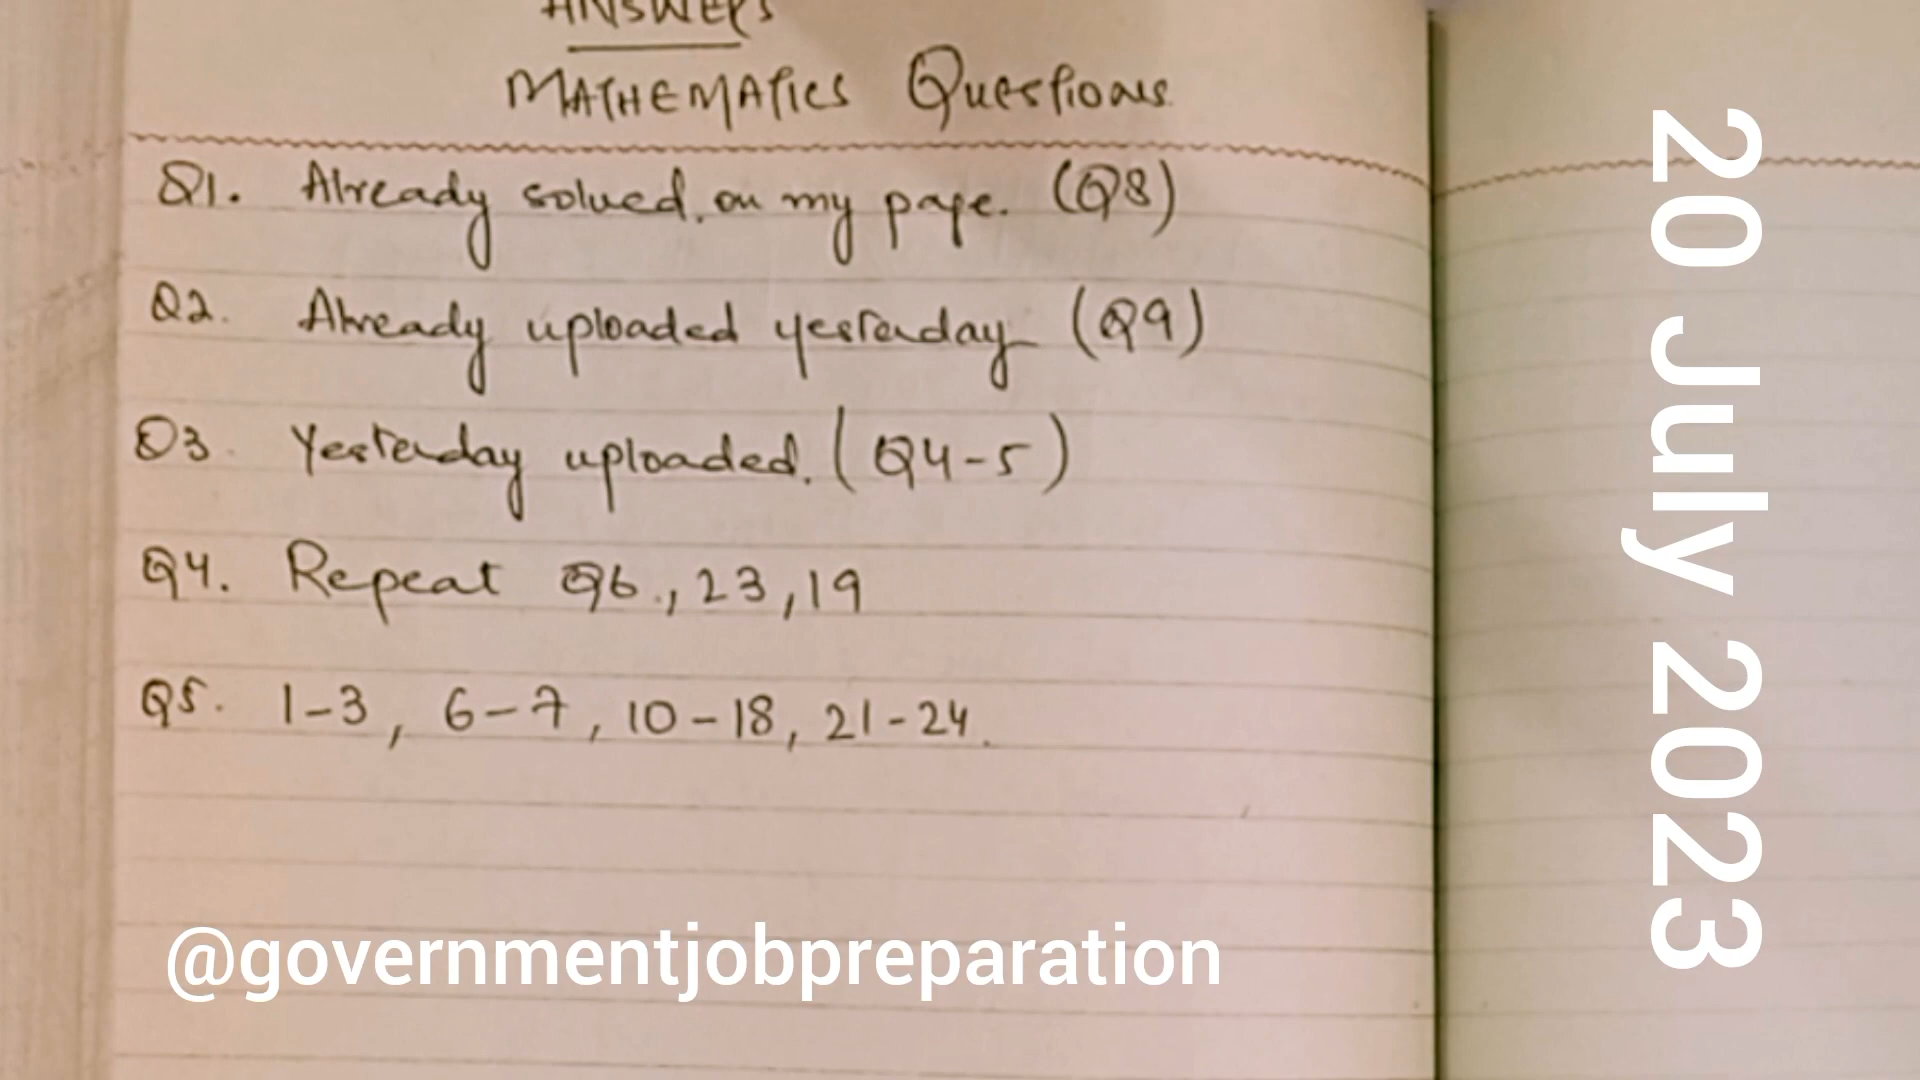 ANSWERS
MATHEMATICS Questions
Q1. Already solved on my page. (Q8)
Q2. Already uploaded yesterday (Q9)
Q3. Yesterday uploaded. (Q4-5)
Q4. Repeat Q6., 23, 19
Q5. 1-3, 6-7, 10-18, 21-24.
@governmentjobpreparation
20 July 2023